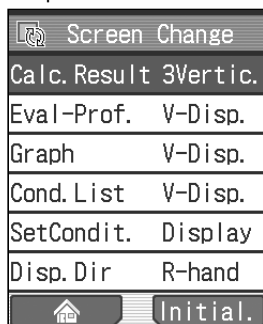 Screen Change
Calc.Result 3Vertic.
Eval-Prof. V-Disp.
Graph V-Disp.
Cond.List V-Disp.
SetCondit. Display
Disp.Dir R-hand
Initial.